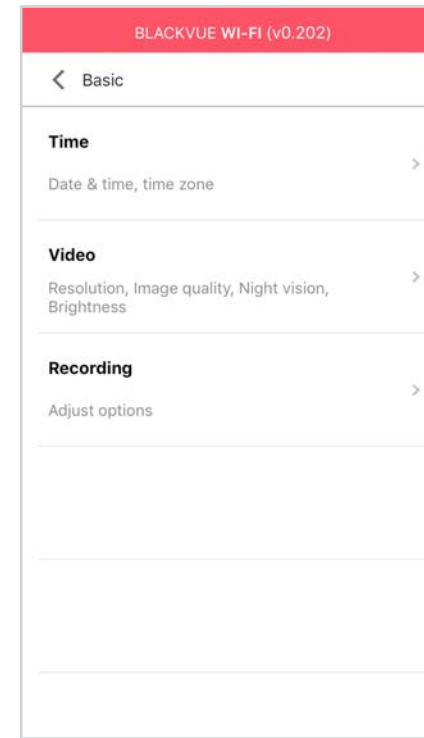 BLACKVUE WI-FI (v0.202)
Basic
Time
Date & time, time zone
Video
Resolution, Image quality, Night vision,
Brightness
Recording
Adjust options